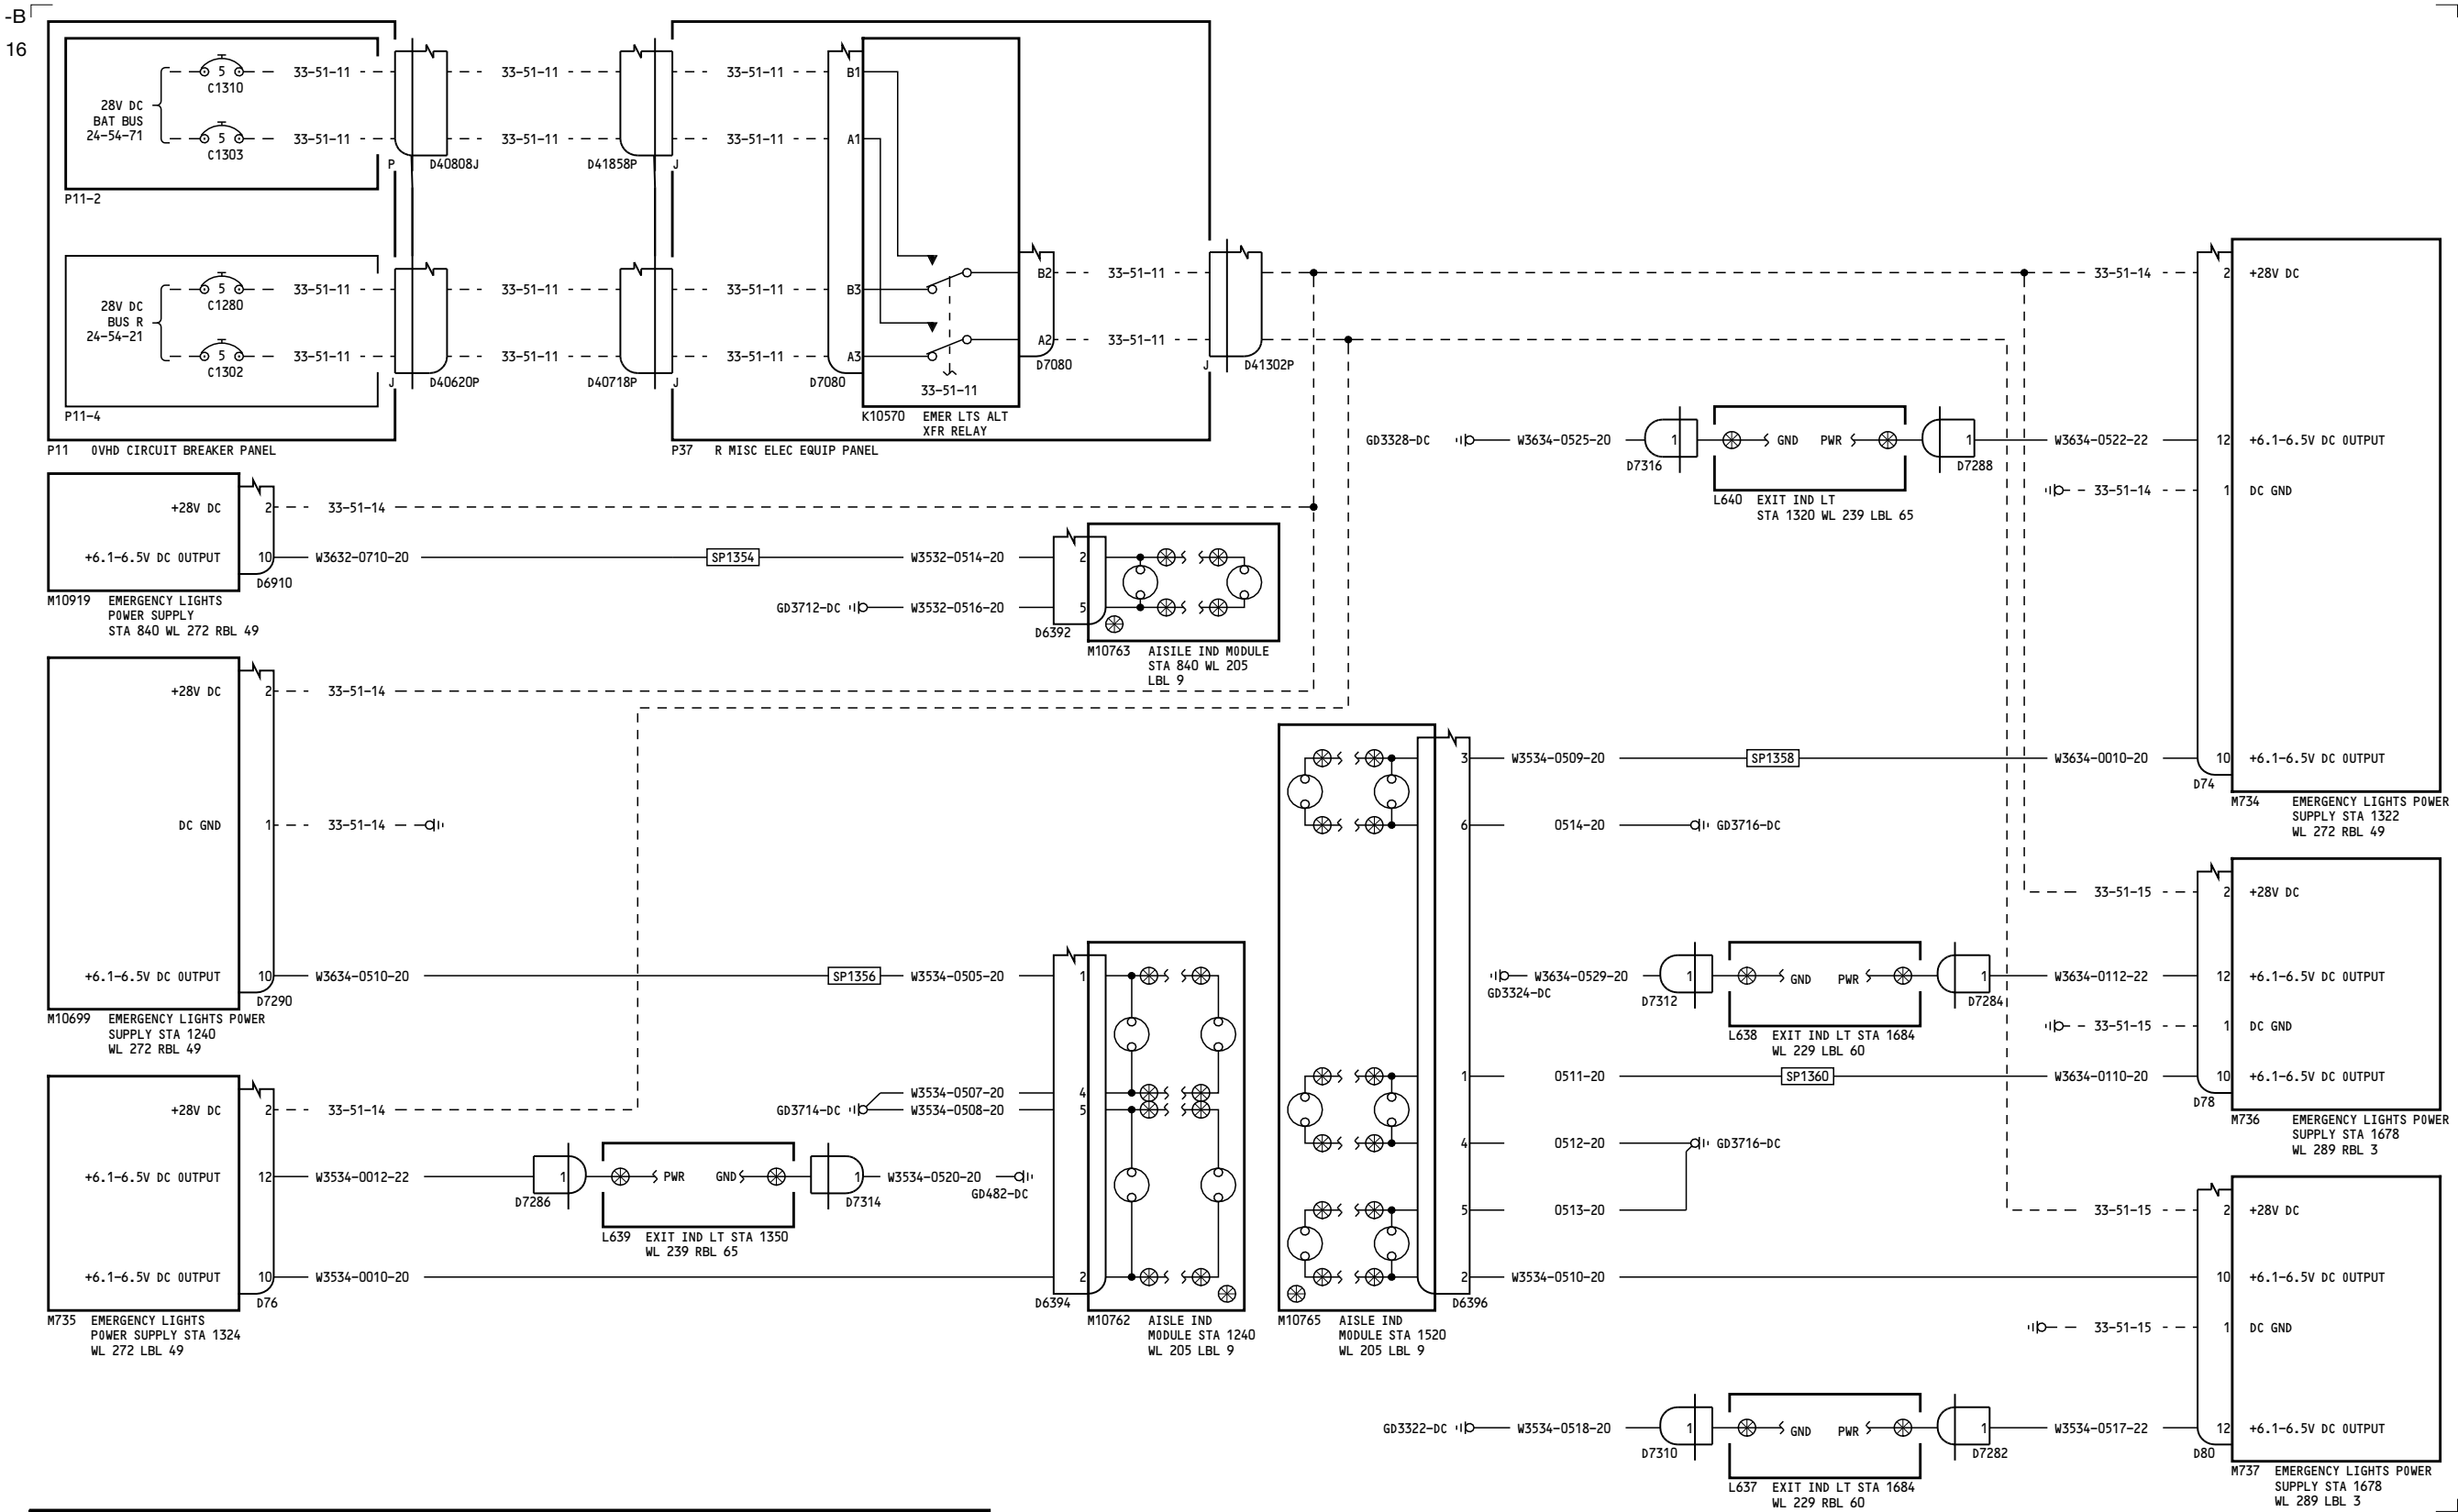 -B
16
5
C1310
33-51-11
33-51-11
33-51-11
B1
28V DC
BAT BUS
24-54-71
5
C1303
33-51-11
33-51-11
33-51-11
A1
P
D40808J
D41858P
J
P11-2
28V DC
BUS R
24-54-21
5
C1280
33-51-11
33-51-11
33-51-11
B3
B2
33-51-11
5
C1302
33-51-11
33-51-11
33-51-11
A3
A2
33-51-11
J
D40620P
D40718P
J
D7080
33-51-11
D7080
J
D41302P
P11-4
K10570
EMER LTS ALT
XFR RELAY
P11
OVHD CIRCUIT BREAKER PANEL
P37
R MISC ELEC EQUIP PANEL
33-51-14
2
+28V DC
GD3328-DC
W3634-0525-20
1
D7316
GND
PWR
1
D7288
W3634-0522-22
12
+6.1-6.5V DC OUTPUT
L640
EXIT IND LT
STA 1320 WL 239 LBL 65
33-51-14
1
DC GND
+28V DC
2
33-51-14
+6.1-6.5V DC OUTPUT
10
W3632-0710-20
SP1354
W3532-0514-20
2
D6910
GD3712-DC
W3532-0516-20
5
D6392
M10919
EMERGENCY LIGHTS
POWER SUPPLY
STA 840 WL 272 RBL 49
M10763
AISILE IND MODULE
STA 840 WL 205
LBL 9
+28V DC
2
33-51-14
DC GND
1
33-51-14
+6.1-6.5V DC OUTPUT
10
W3634-0510-20
SP1356
W3534-0505-20
1
D7290
M10699
EMERGENCY LIGHTS POWER
SUPPLY STA 1240
WL 272 RBL 49
3
W3534-0509-20
SP1358
W3634-0010-20
10
+6.1-6.5V DC OUTPUT
D74
6
0514-20
GD3716-DC
M734
EMERGENCY LIGHTS POWER
SUPPLY STA 1322
WL 272 RBL 49
33-51-15
2
+28V DC
W3634-0529-20
GD3324-DC
1
D7312
GND
PWR
1
D7284
W3634-0112-22
12
+6.1-6.5V DC OUTPUT
L638
EXIT IND LT STA 1684
WL 229 LBL 60
33-51-15
1
DC GND
1
0511-20
SP1360
W3634-0110-20
10
+6.1-6.5V DC OUTPUT
D78
M736
EMERGENCY LIGHTS POWER
SUPPLY STA 1678
WL 289 RBL 3
+28V DC
2
33-51-14
GD3714-DC
W3534-0507-20
4
W3534-0508-20
5
+6.1-6.5V DC OUTPUT
12
W3534-0012-22
1
D7286
PWR
GND
1
D7314
W3534-0520-20
GD482-DC
L639
EXIT IND LT STA 1350
WL 239 RBL 65
+6.1-6.5V DC OUTPUT
10
W3534-0010-20
2
D76
D6394
M735
EMERGENCY LIGHTS
POWER SUPPLY STA 1324
WL 272 LBL 49
M10762
AISLE IND
MODULE STA 1240
WL 205 LBL 9
4
0512-20
GD3716-DC
5
0513-20
33-51-15
2
+28V DC
2
W3534-0510-20
10
+6.1-6.5V DC OUTPUT
D6396
M10765
AISLE IND
MODULE STA 1520
WL 205 LBL 9
33-51-15
1
DC GND
GD3322-DC
W3534-0518-20
1
D7310
GND
PWR
1
D7282
W3534-0517-22
12
+6.1-6.5V DC OUTPUT
D80
L637
EXIT IND LT STA 1684
WL 229 RBL 60
M737
EMERGENCY LIGHTS POWER
SUPPLY STA 1678
WL 289 LBL 3